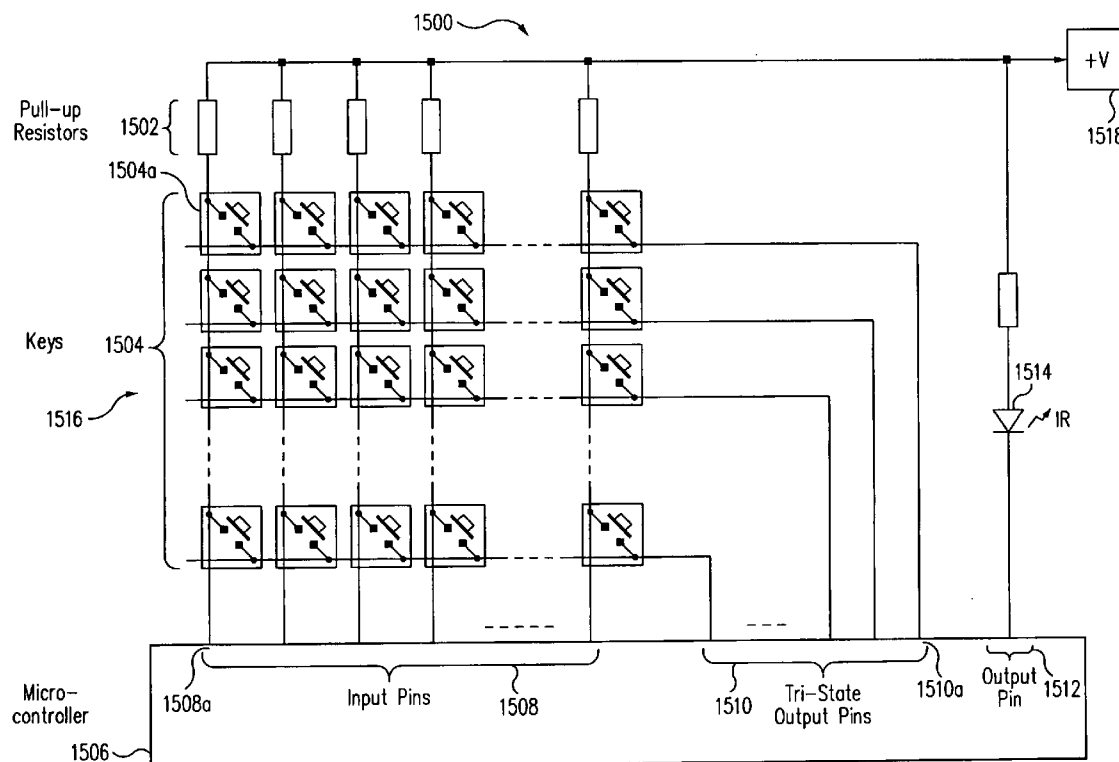 1500
+V
1518
Pull-up
Resistors
1502
1504a
Keys
1504
1516
1514
IR
Micro-
controller
1506
1508a
Input Pins
1508
1510
Tri-State
Output Pins
1510a
Output
Pin
1512